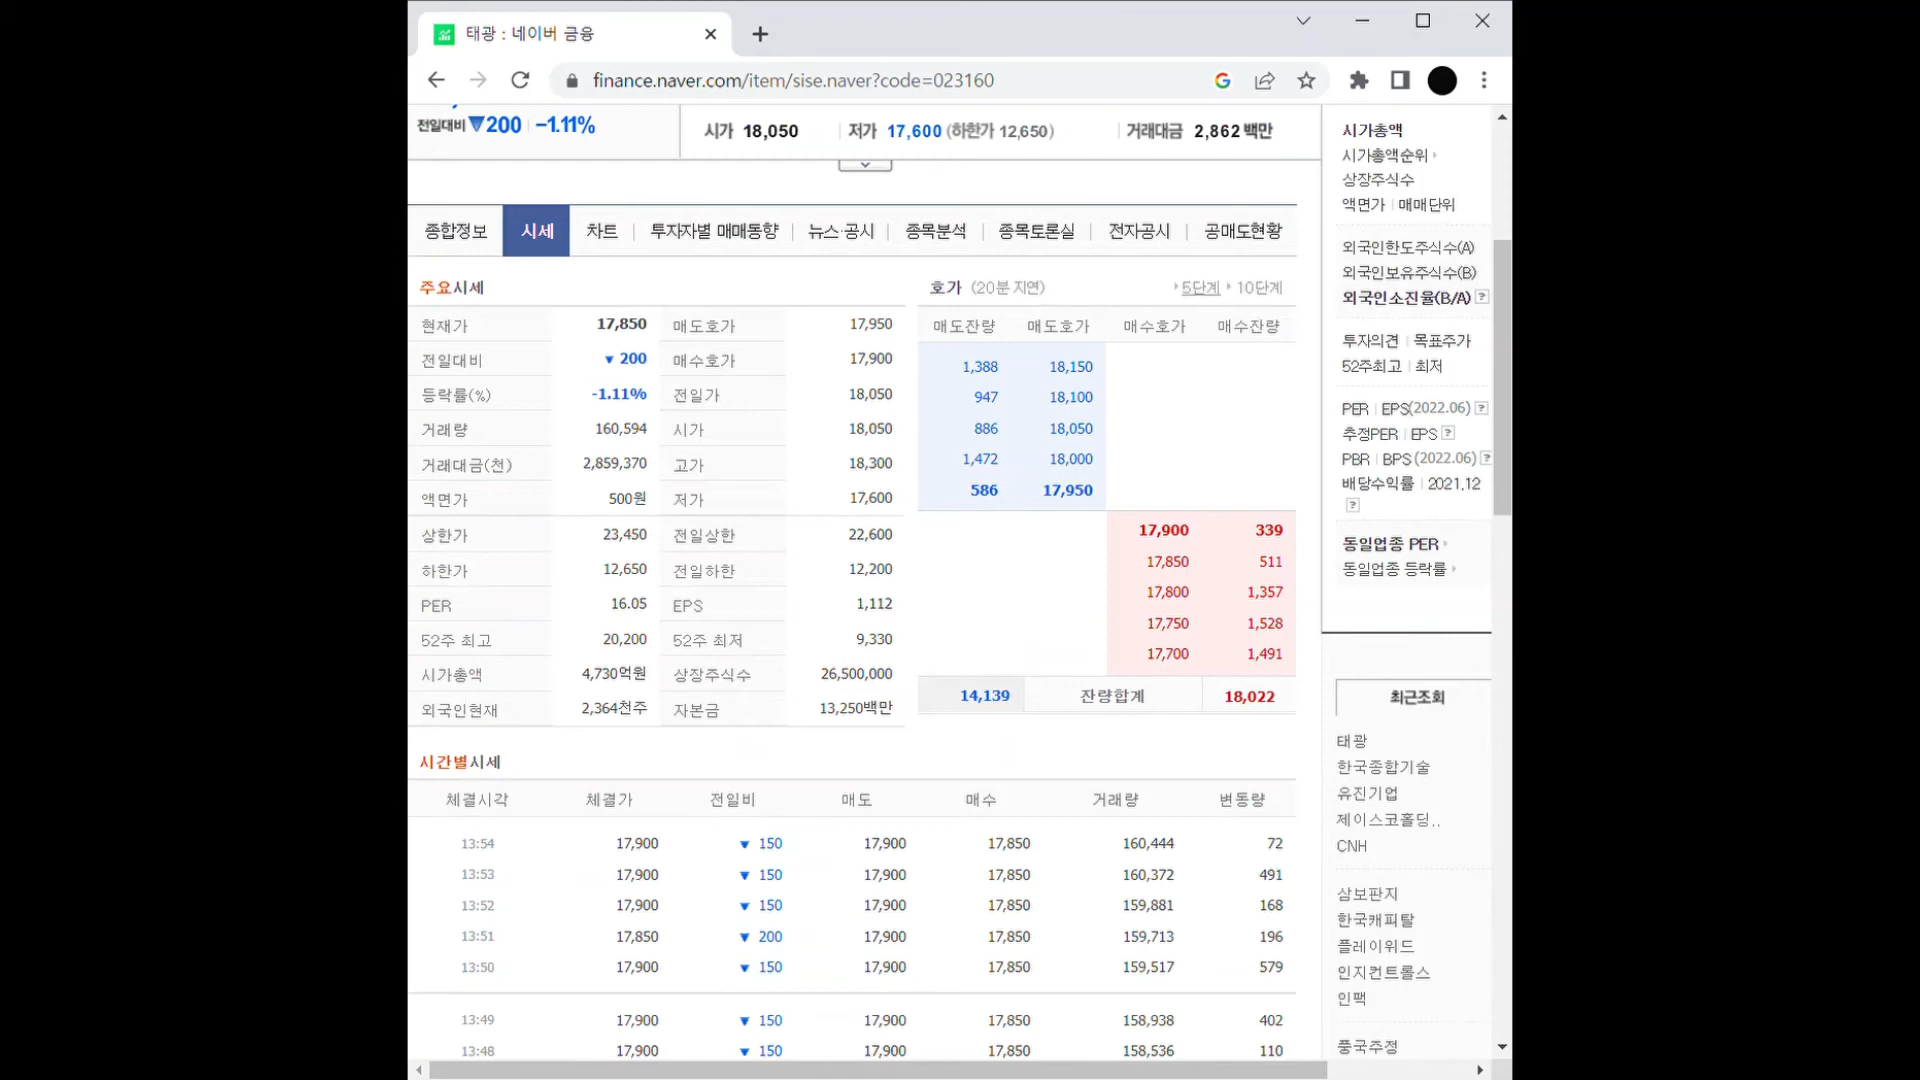 태광 : 네이버 금융
finance.naver.com/item/sise.naver?code=023160
전일대비 ▼200 -1.11%
시가 18,050 저가 17,600 (하한가 12,650) 거래대금 2,862 백만
종합정보 시세 차트 투자자별 매매동향 뉴스·공시 종목분석 종목토론실 전자공시 공매도현황
주요시세
현재가 17,850 매도호가 17,950
전일대비 ▼ 200 매수호가 17,900
등락률(%) -1.11% 전일가 18,050
거래량 160,594 시가 18,050
거래대금(천) 2,859,370 고가 18,300
액면가 500원 저가 17,600
상한가 23,450 전일상한 22,600
하한가 12,650 전일하한 12,200
PER 16.05 EPS 1,112
52주 최고 20,200 52주 최저 9,330
시가총액 4,730억원 상장주식수 26,500,000
외국인현재 2,364천주 자본금 13,250백만
호가 (20분 지연) 5단계 10단계
매도잔량 매도호가 매수호가 매수잔량
1,388 18,150
947 18,100
886 18,050
1,472 18,000
586 17,950
17,900 339
17,850 511
17,800 1,357
17,750 1,528
17,700 1,491
14,139 잔량합계 18,022
시간별시세
체결시각 체결가 전일비 매도 매수 거래량 변동량
13:54 17,900 ▼ 150 17,900 17,850 160,444 72
13:53 17,900 ▼ 150 17,900 17,850 160,372 491
13:52 17,900 ▼ 150 17,900 17,850 159,881 168
13:51 17,850 ▼ 200 17,900 17,850 159,713 196
13:50 17,900 ▼ 150 17,900 17,850 159,517 579
13:49 17,900 ▼ 150 17,900 17,850 158,938 402
13:48 17,900 ▼ 150 17,900 17,850 158,536 110
시가총액
시가총액순위
상장주식수
액면가 | 매매단위
외국인한도주식수(A)
외국인보유주식수(B)
외국인소진율(B/A) ?
투자의견 | 목표주가
52주최고 | 최저
PER | EPS(2022.06) ?
추정PER | EPS ?
PBR | BPS (2022.06) ?
배당수익률 | 2021.12
?
동일업종 PER
동일업종 등락률
최근조회
태광
한국종합기술
유진기업
제이스코홀딩..
CNH
삼보판지
한국캐피탈
플레이위드
인지컨트롤스
인팩
풍국주정